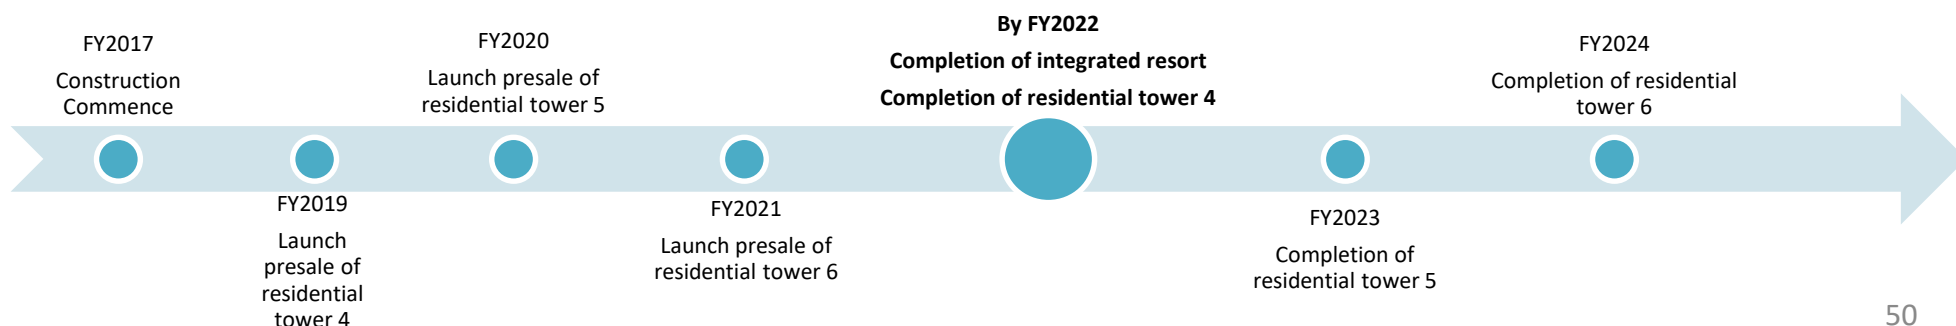 FY2017
Construction
Commence
FY2019
Launch
presale of
residential
tower 4
FY2020
Launch presale of
residential tower 5
FY2021
Launch presale of
residential tower 6
By FY2022
Completion of integrated resort
Completion of residential tower 4
FY2023
Completion of
residential tower 5
FY2024
Completion of residential
tower 6
50